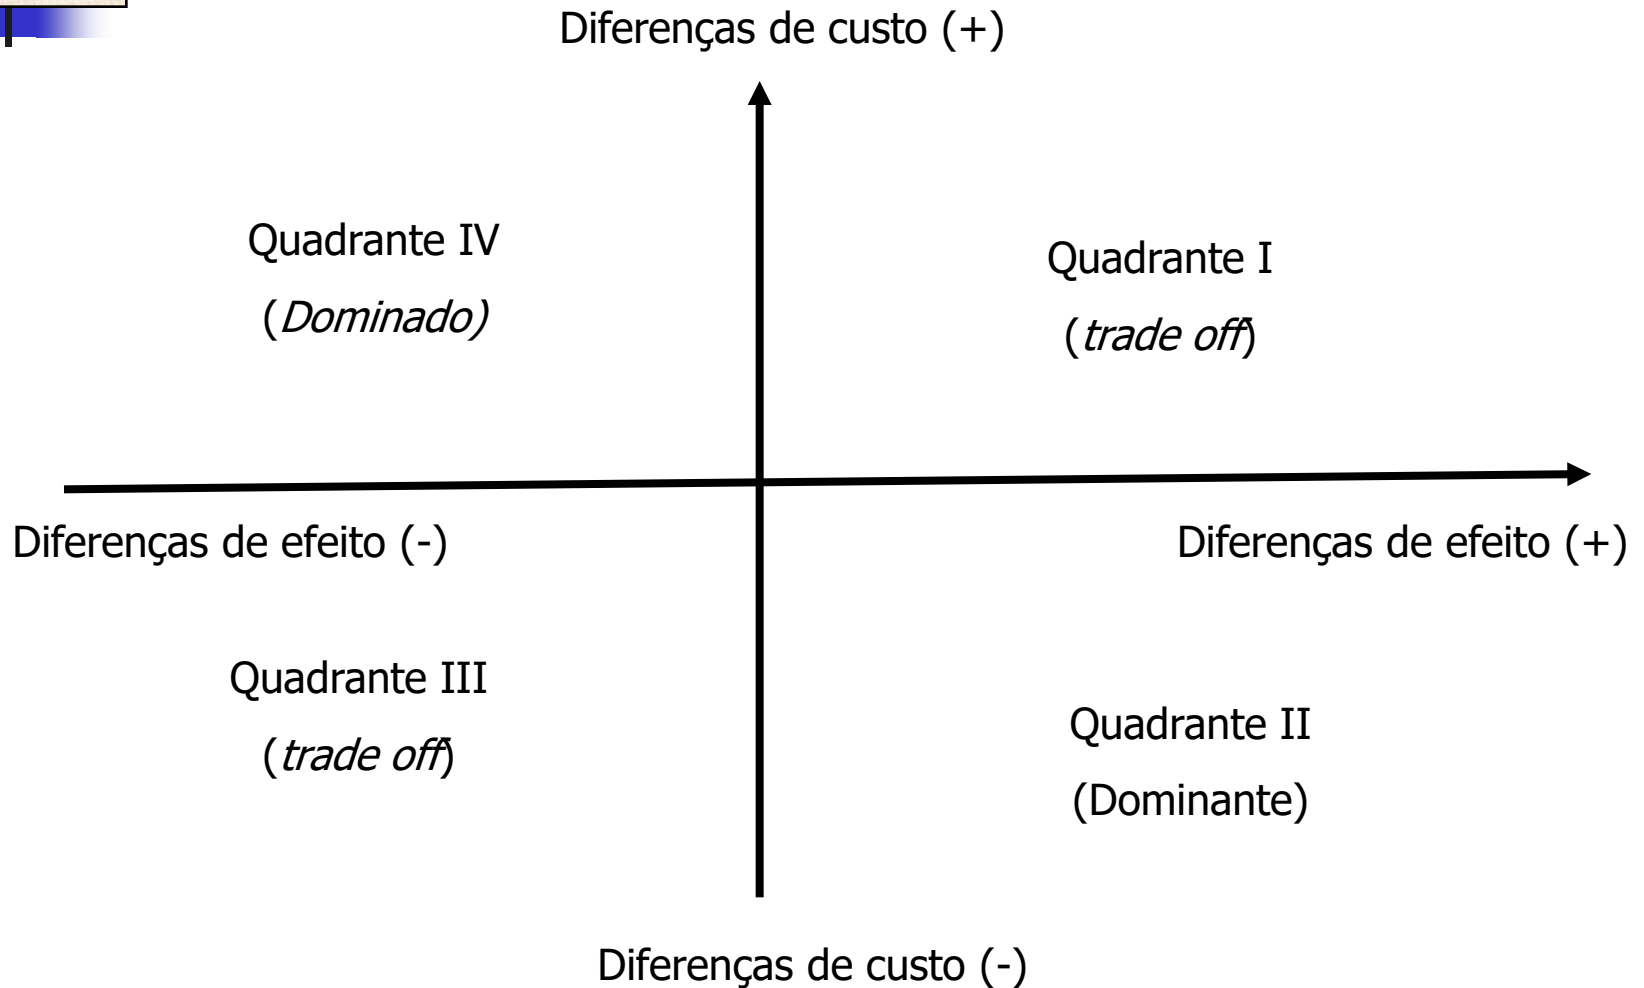 Diferenças de custo (+)
Quadrante IV
(Dominado)
Quadrante I
(trade off)
Diferenças de efeito (-)
Diferenças de efeito (+)
Quadrante III
(trade off)
Quadrante II
(Dominante)
Diferenças de custo (-)